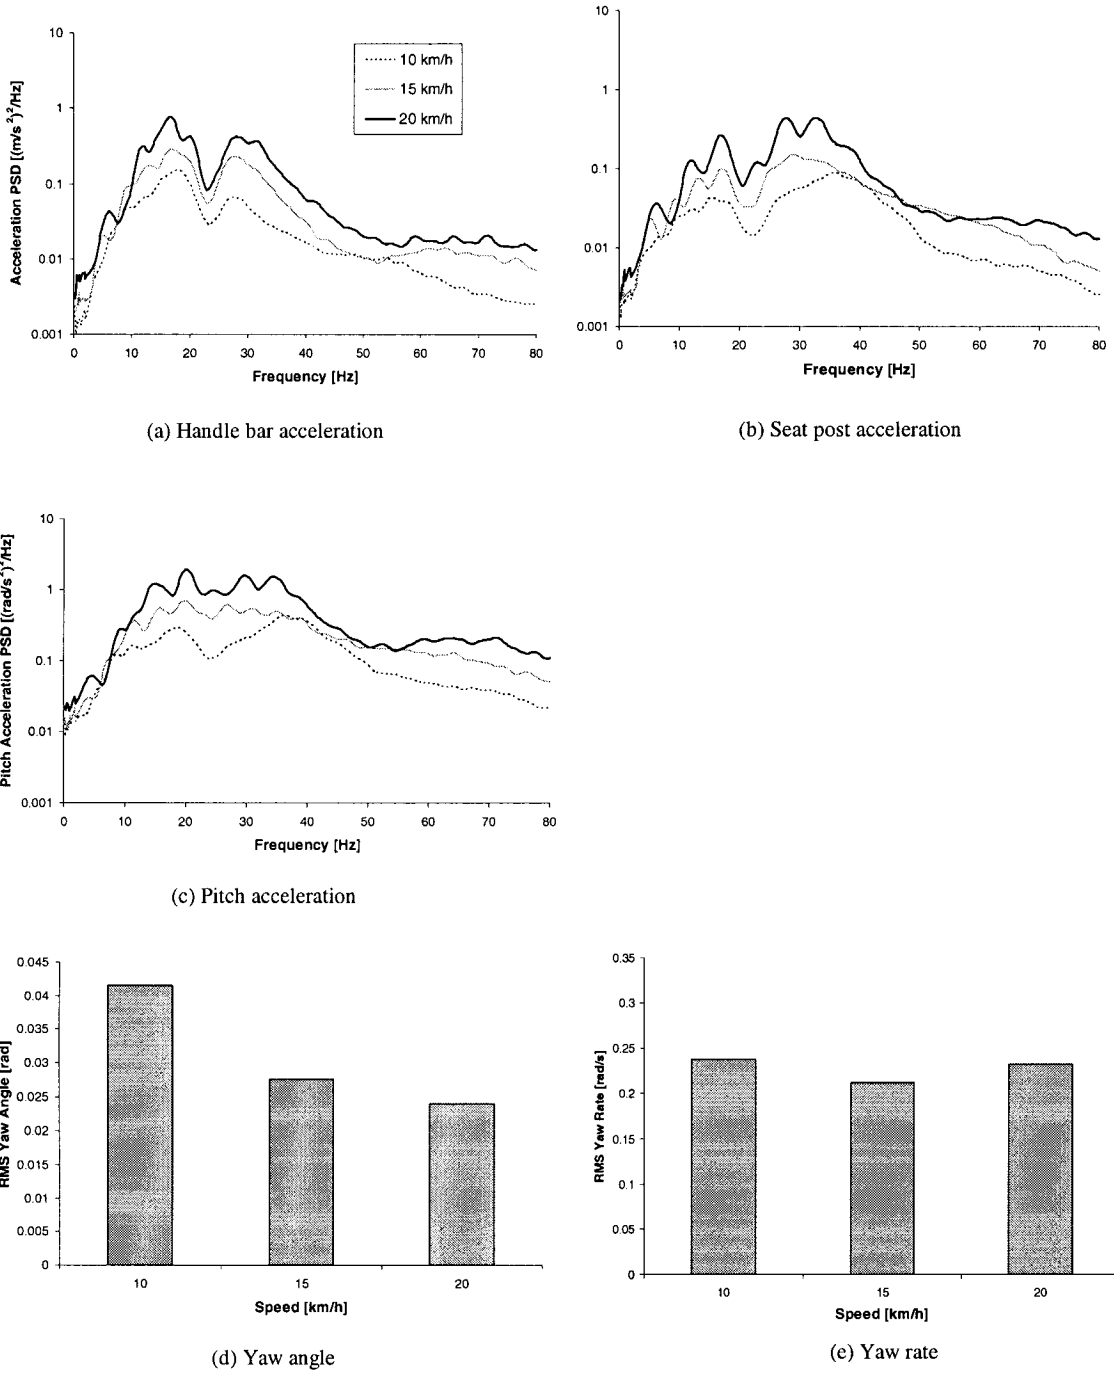 10
1
0.1
0.01
0.001
Acceleration PSD [(m/s²)²/Hz]
10 km/h
15 km/h
20 km/h
0 10 20 30 40 50 60 70 80
Frequency [Hz]
(a) Handle bar acceleration
10
1
0.1
0.01
0.001
Acceleration PSD [(m/s²)²/Hz]
0 10 20 30 40 50 60 70 80
Frequency [Hz]
(b) Seat post acceleration
10
1
0.1
0.01
0.001
Pitch Acceleration PSD [(rad/s²)²/Hz]
0 10 20 30 40 50 60 70 80
Frequency [Hz]
(c) Pitch acceleration
0.045
0.04
0.035
0.03
0.025
0.02
0.015
0.01
0.005
0
RMS Yaw Angle [rad]
10 15 20
Speed [km/h]
(d) Yaw angle
0.35
0.3
0.25
0.2
0.15
0.1
0.05
0
RMS Yaw Rate [rad/s]
10 15 20
Speed [km/h]
(e) Yaw rate